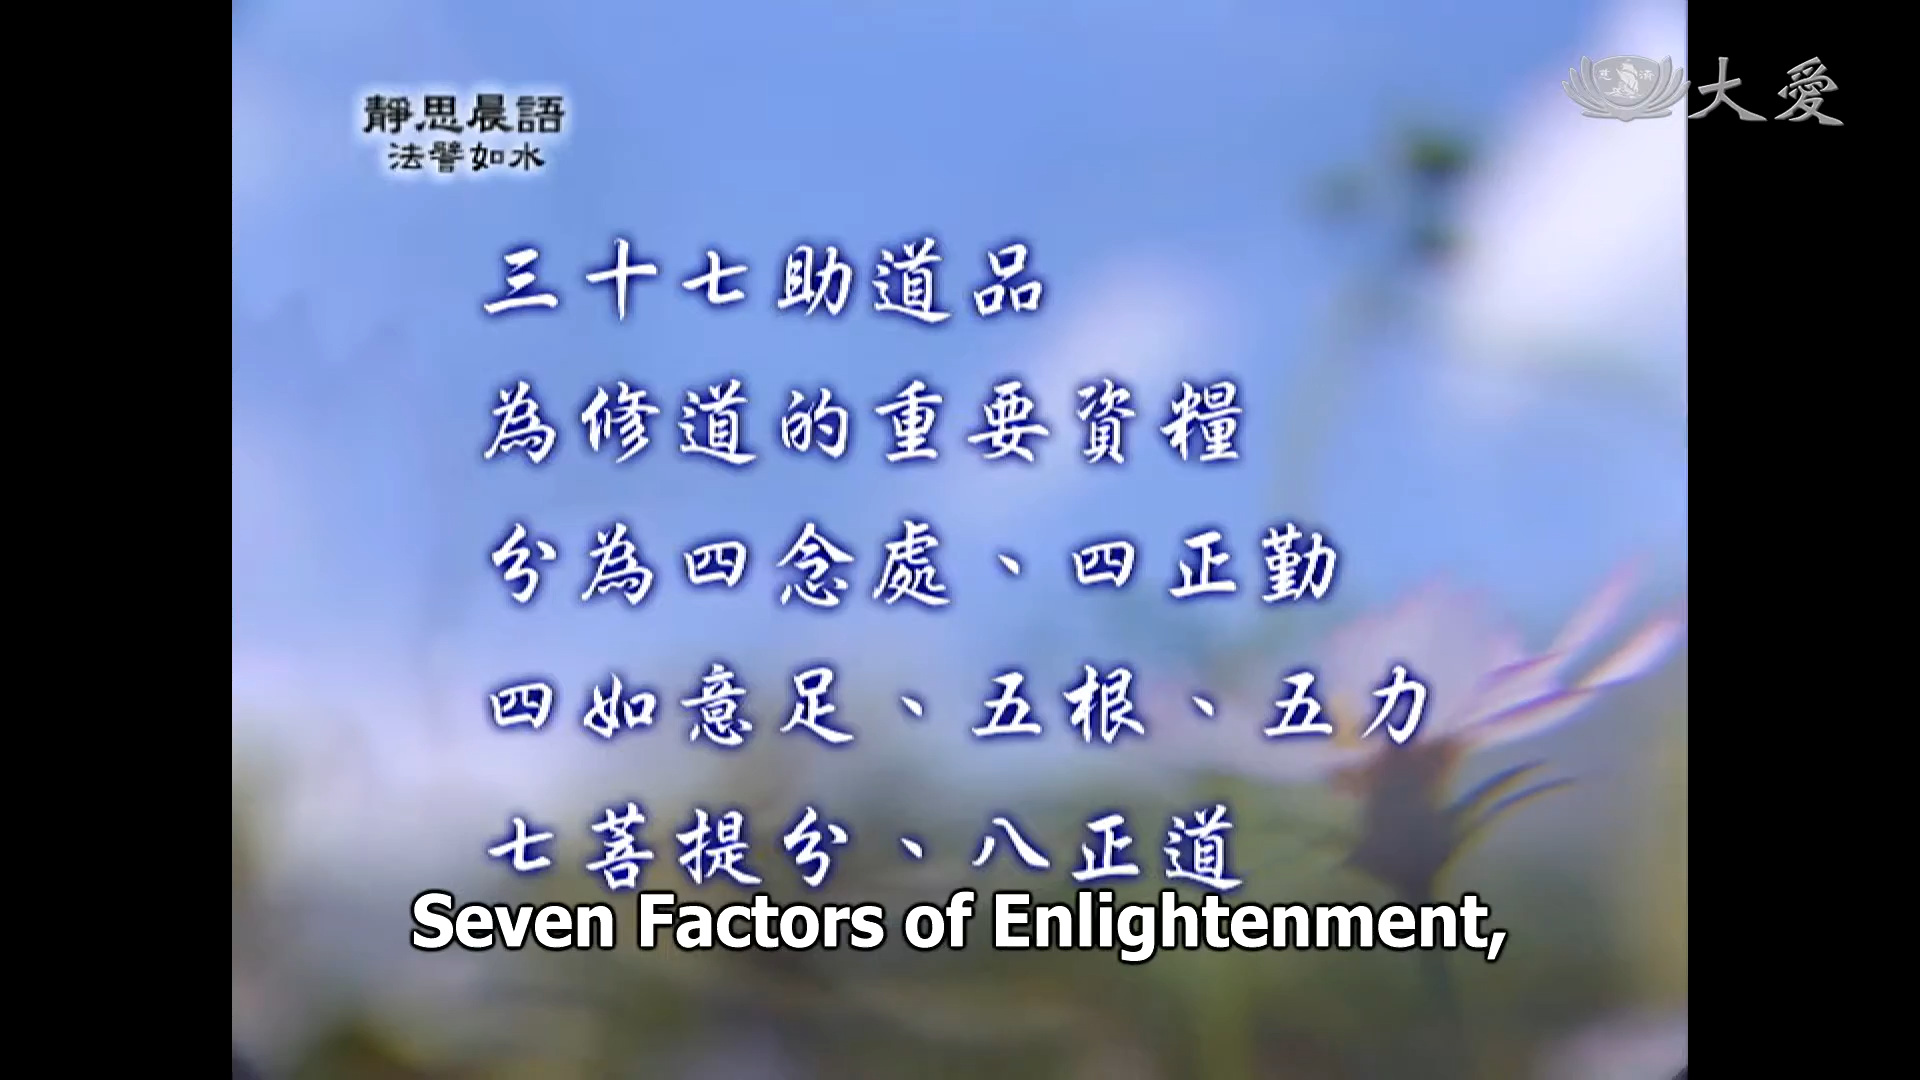 靜思晨語
法譬如水
慈濟
大愛
三十七助道品
為修道的重要資糧
分為四念處、四正勤
四如意足、五根、五力
七菩提分、八正道
Seven Factors of Enlightenment,